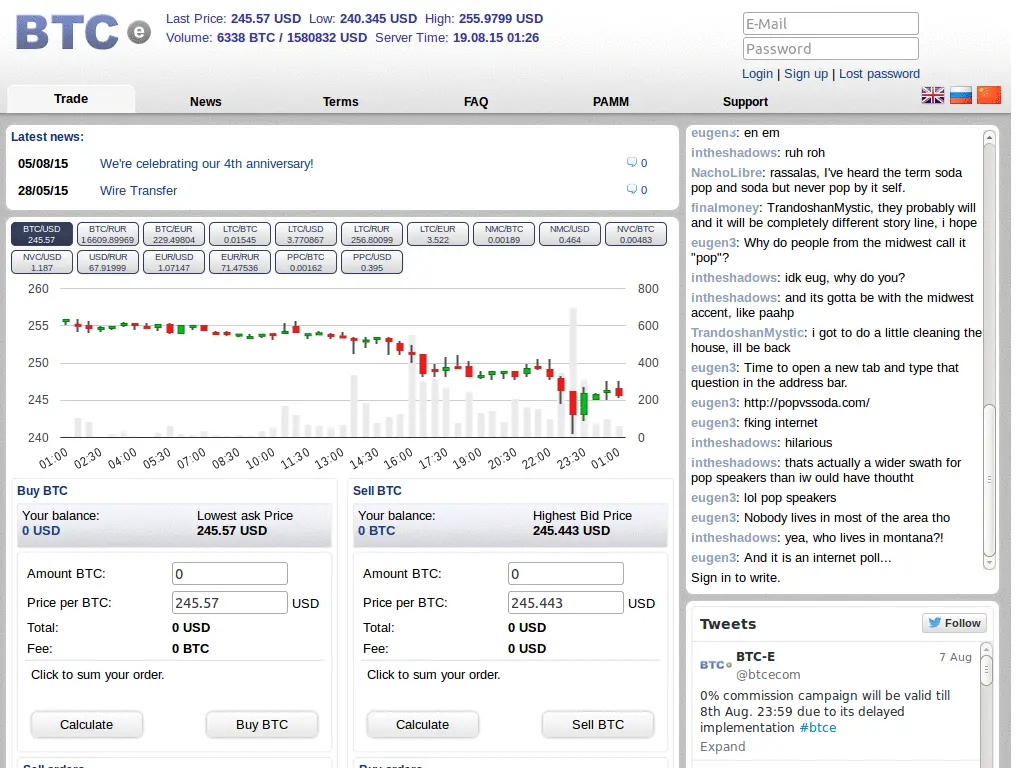 BTC e
Last Price: 245.57 USD Low: 240.345 USD High: 255.9799 USD
Volume: 6338 BTC / 1580832 USD Server Time: 19.08.15 01:26
E-Mail
Password
Login | Sign up | Lost password
Trade News Terms FAQ PAMM Support
Latest news:
05/08/15 We're celebrating our 4th anniversary! 0
28/05/15 Wire Transfer 0
BTC/USD BTC/RUR BTC/EUR LTC/BTC LTC/USD LTC/RUR LTC/EUR NMC/BTC NMC/USD NVC/BTC
245.57 16609.89969 229.49804 0.01545 3.770867 256.80099 3.522 0.00189 0.464 0.00483
NVC/USD USD/RUR EUR/USD EUR/RUR PPC/BTC PPC/USD
1.187 67.91999 1.07147 71.47536 0.00162 0.395
260 800
255 600
250 400
245 200
240 0
01:00 02:30 04:00 05:30 07:00 08:30 10:00 11:30 13:00 14:30 16:00 17:30 19:00 20:30 22:00 23:30 01:00
Buy BTC
Your balance: Lowest ask Price
0 USD 245.57 USD
Amount BTC: 0
Price per BTC: 245.57 USD
Total: 0 USD
Fee: 0 BTC
Click to sum your order.
Calculate Buy BTC
Sell orders
Sell BTC
Your balance: Highest Bid Price
0 BTC 245.443 USD
Amount BTC: 0
Price per BTC: 245.443 USD
Total: 0 USD
Fee: 0 USD
Click to sum your order.
Calculate Sell BTC
Buy orders
eugen3: en em
intheshadows: ruh roh
NachoLibre: rassalas, I've heard the term soda
pop and soda but never pop by it self.
finalmoney: TrandoshanMystic, they probably will
and it will be completely different story line, i hope
eugen3: Why do people from the midwest call it
"pop"?
intheshadows: idk eug, why do you?
intheshadows: and its gotta be with the midwest
accent, like paahp
TrandoshanMystic: i got to do a little cleaning the
house, ill be back
eugen3: Time to open a new tab and type that
question in the address bar.
eugen3: http://popvssoda.com/
eugen3: fking internet
intheshadows: hilarious
intheshadows: thats actually a wider swath for
pop speakers than iw ould have thoutht
eugen3: lol pop speakers
eugen3: Nobody lives in most of the area tho
intheshadows: yea, who lives in montana?!
eugen3: And it is an internet poll...
Sign in to write.
Tweets Follow
BTC e BTC-E 7 Aug
@btcecom
0% commission campaign will be valid till
8th Aug. 23:59 due to its delayed
implementation #btce
Expand